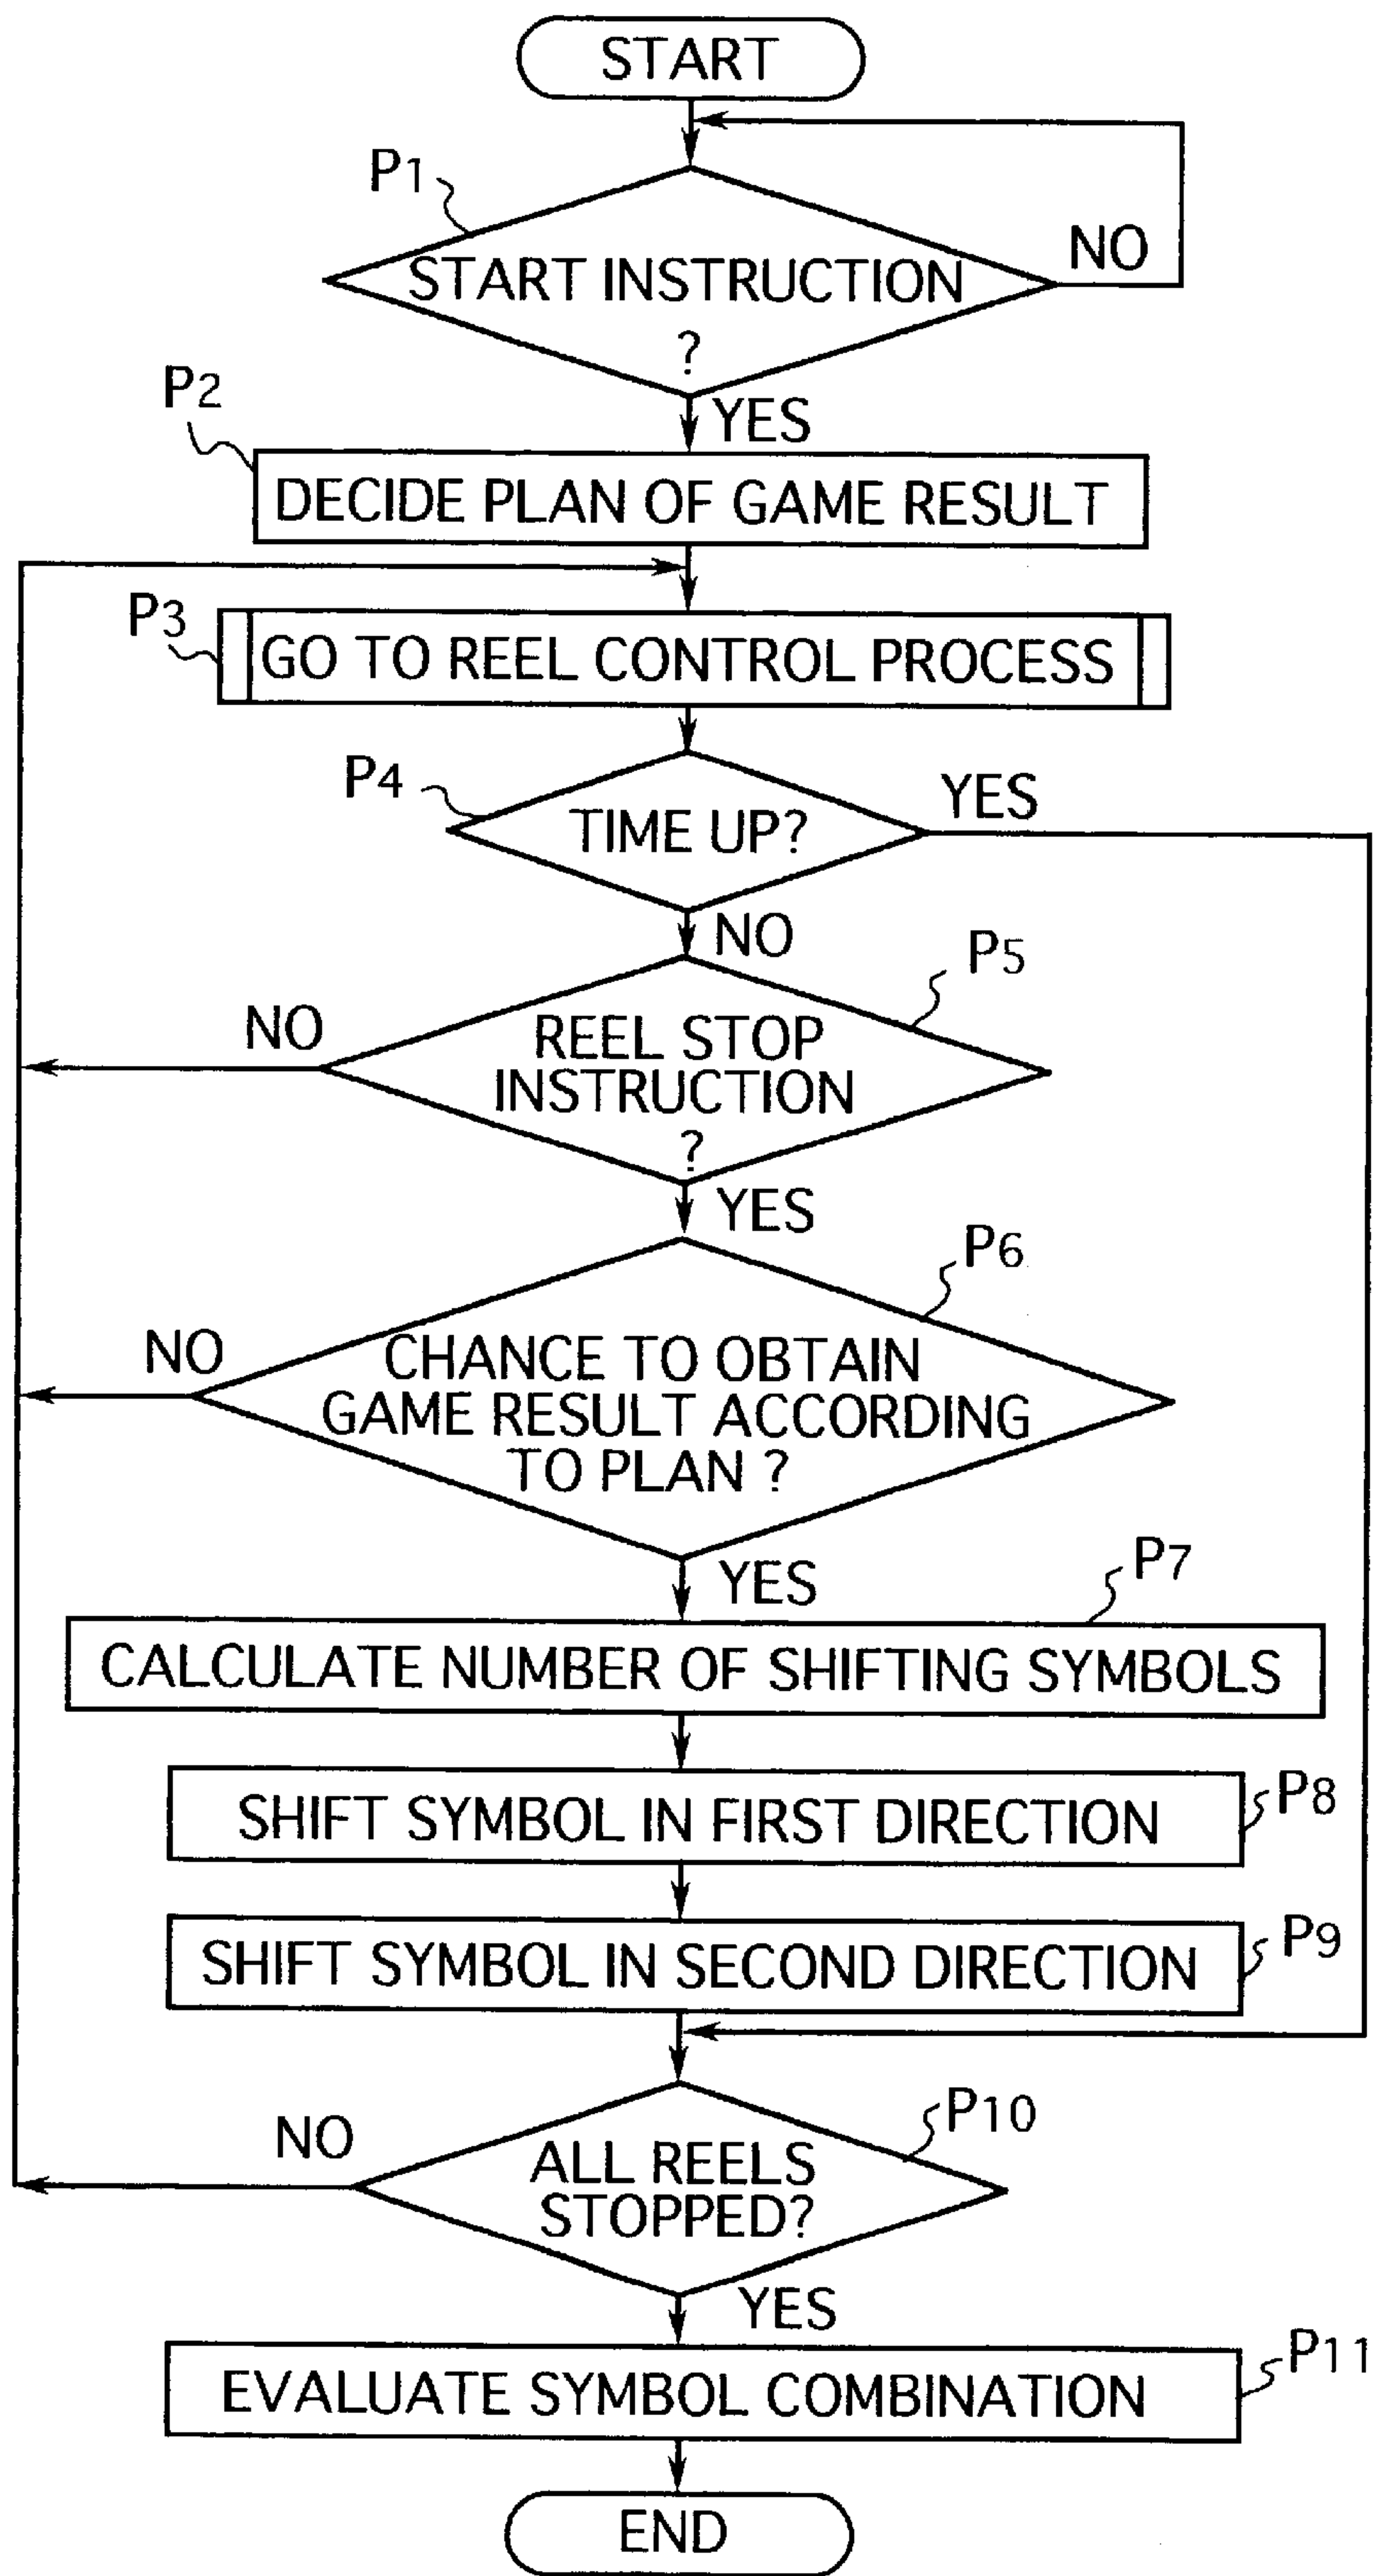 START
P1
START INSTRUCTION
NO
?
YES
P2
DECIDE PLAN OF GAME RESULT
P3
GO TO REEL CONTROL PROCESS
P4
YES
TIME UP?
NO
P5
NO
REEL STOP
INSTRUCTION
?
YES
P6
NO
CHANCE TO OBTAIN
GAME RESULT ACCORDING
TO PLAN ?
YES
P7
CALCULATE NUMBER OF SHIFTING SYMBOLS
SHIFT SYMBOL IN FIRST DIRECTION
P8
SHIFT SYMBOL IN SECOND DIRECTION
P9
P10
NO
ALL REELS
STOPPED?
YES
P11
EVALUATE SYMBOL COMBINATION
END